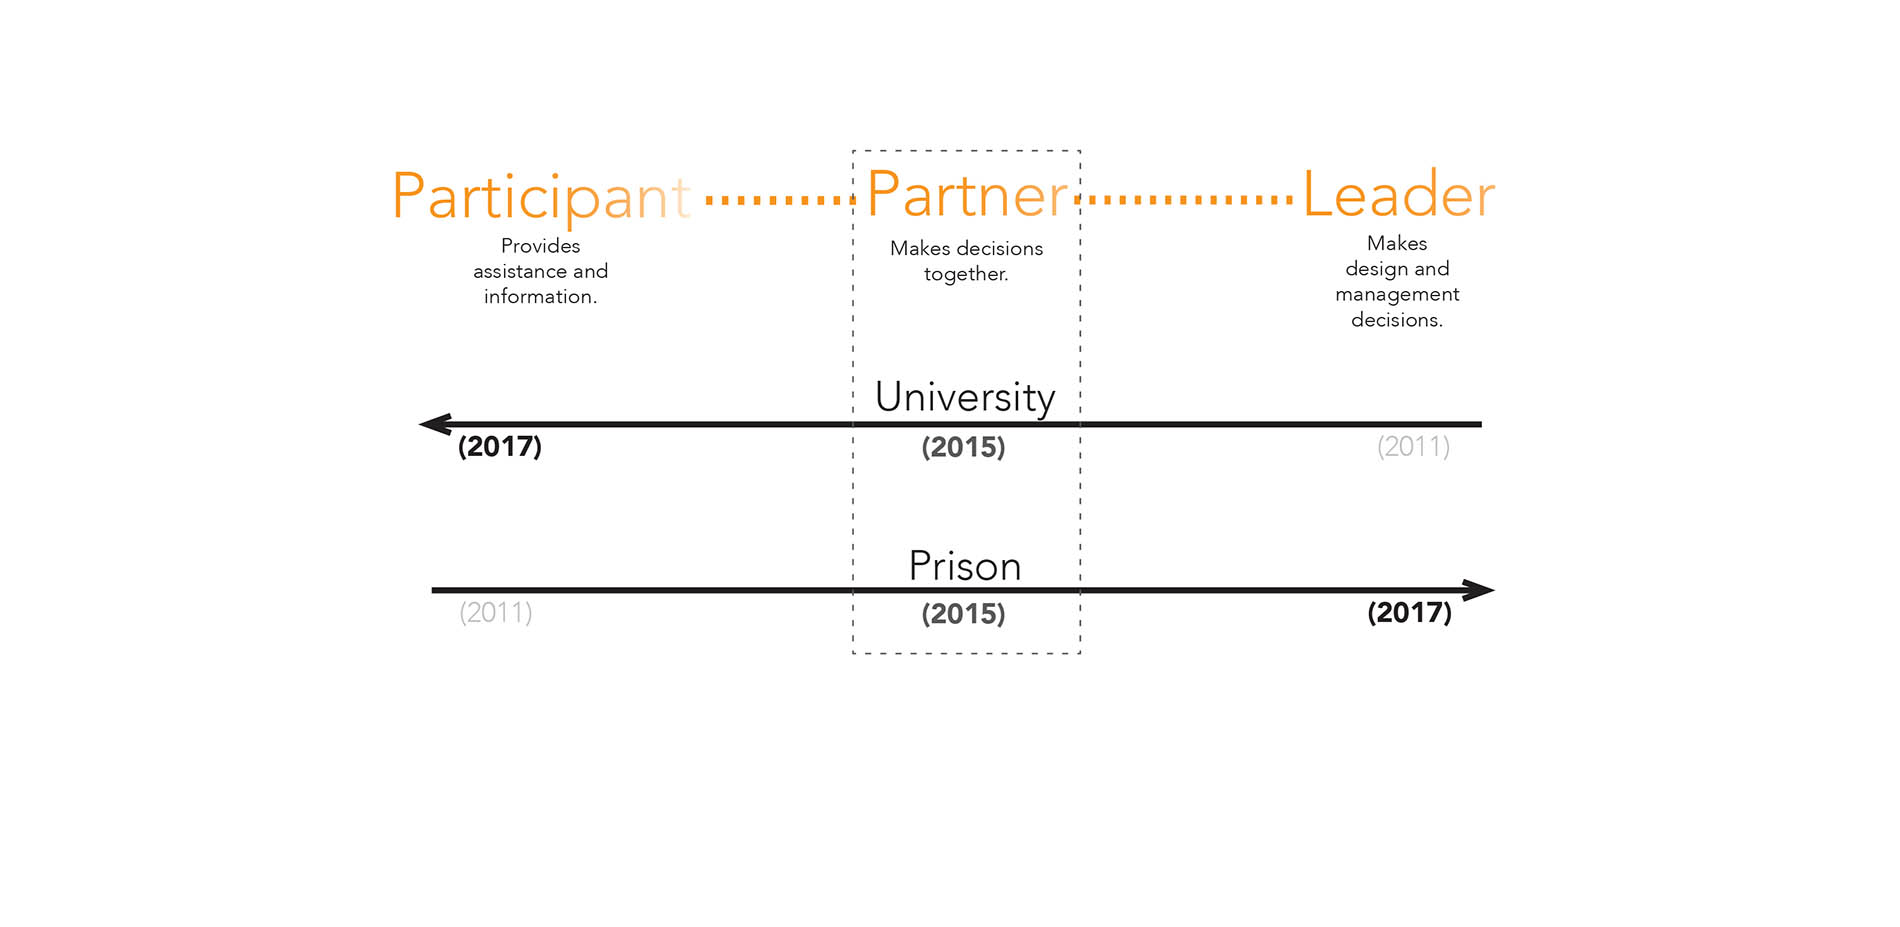 Participant
Partner
Leader
Provides
assistance and
information.
Makes decisions
together.
Makes
design and
management
decisions.
University
(2017)
(2015)
(2011)
Prison
(2011)
(2015)
(2017)